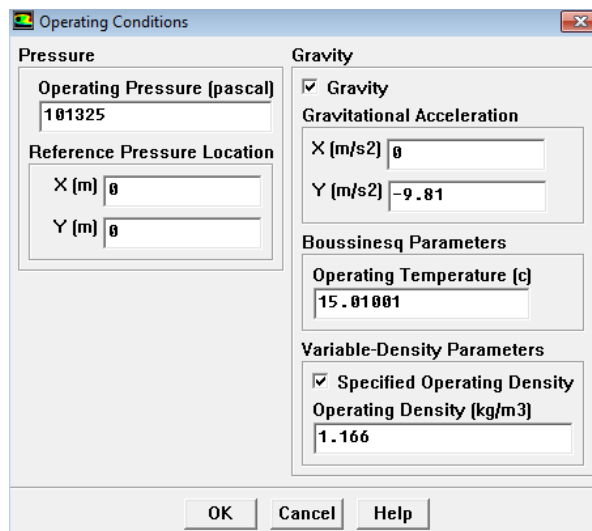 Operating Conditions
Pressure
Operating Pressure (pascal)
101325
Reference Pressure Location
X (m) 0
Y (m) 0
Gravity
Gravity
Gravitational Acceleration
X (m/s2) 0
Y (m/s2) -9.81
Boussinesq Parameters
Operating Temperature (c)
15.01001
Variable-Density Parameters
Specified Operating Density
Operating Density (kg/m3)
1.166
OK Cancel Help